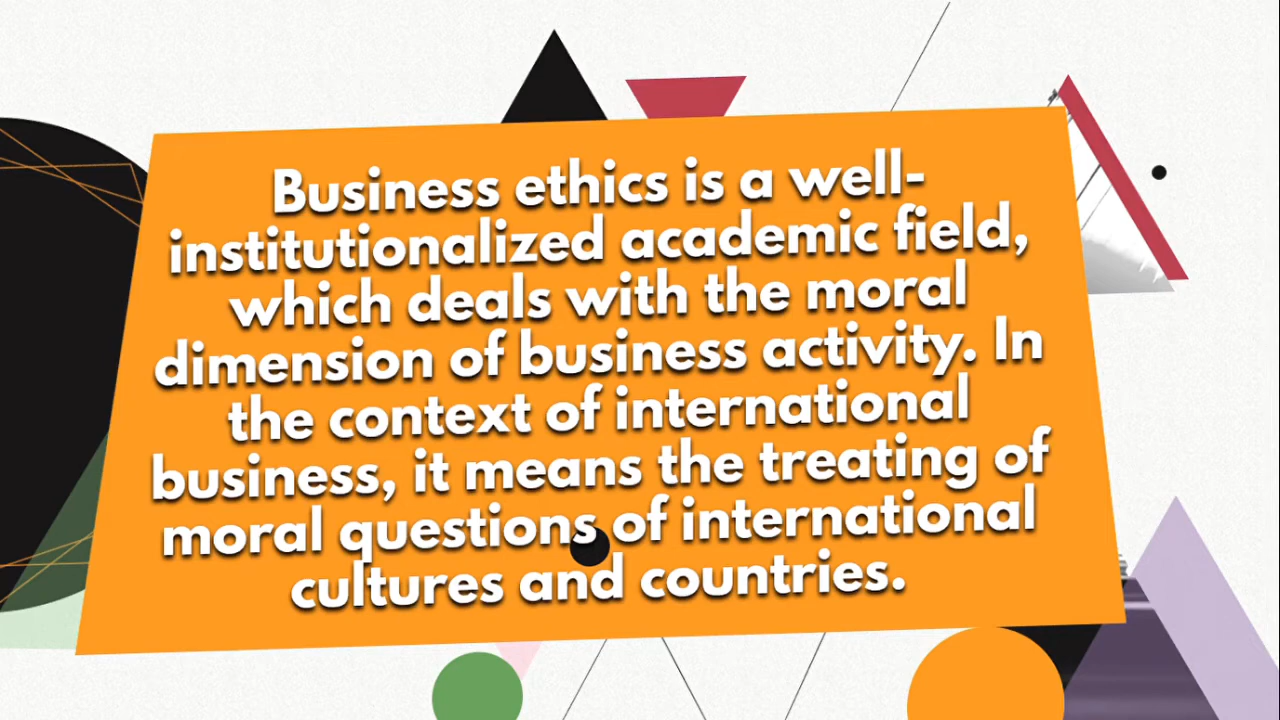 Business ethics is a well-
institutionalized academic field,
which deals with the moral
dimension of business activity. In
the context of international
business, it means the treating of
moral questions of international
cultures and countries.